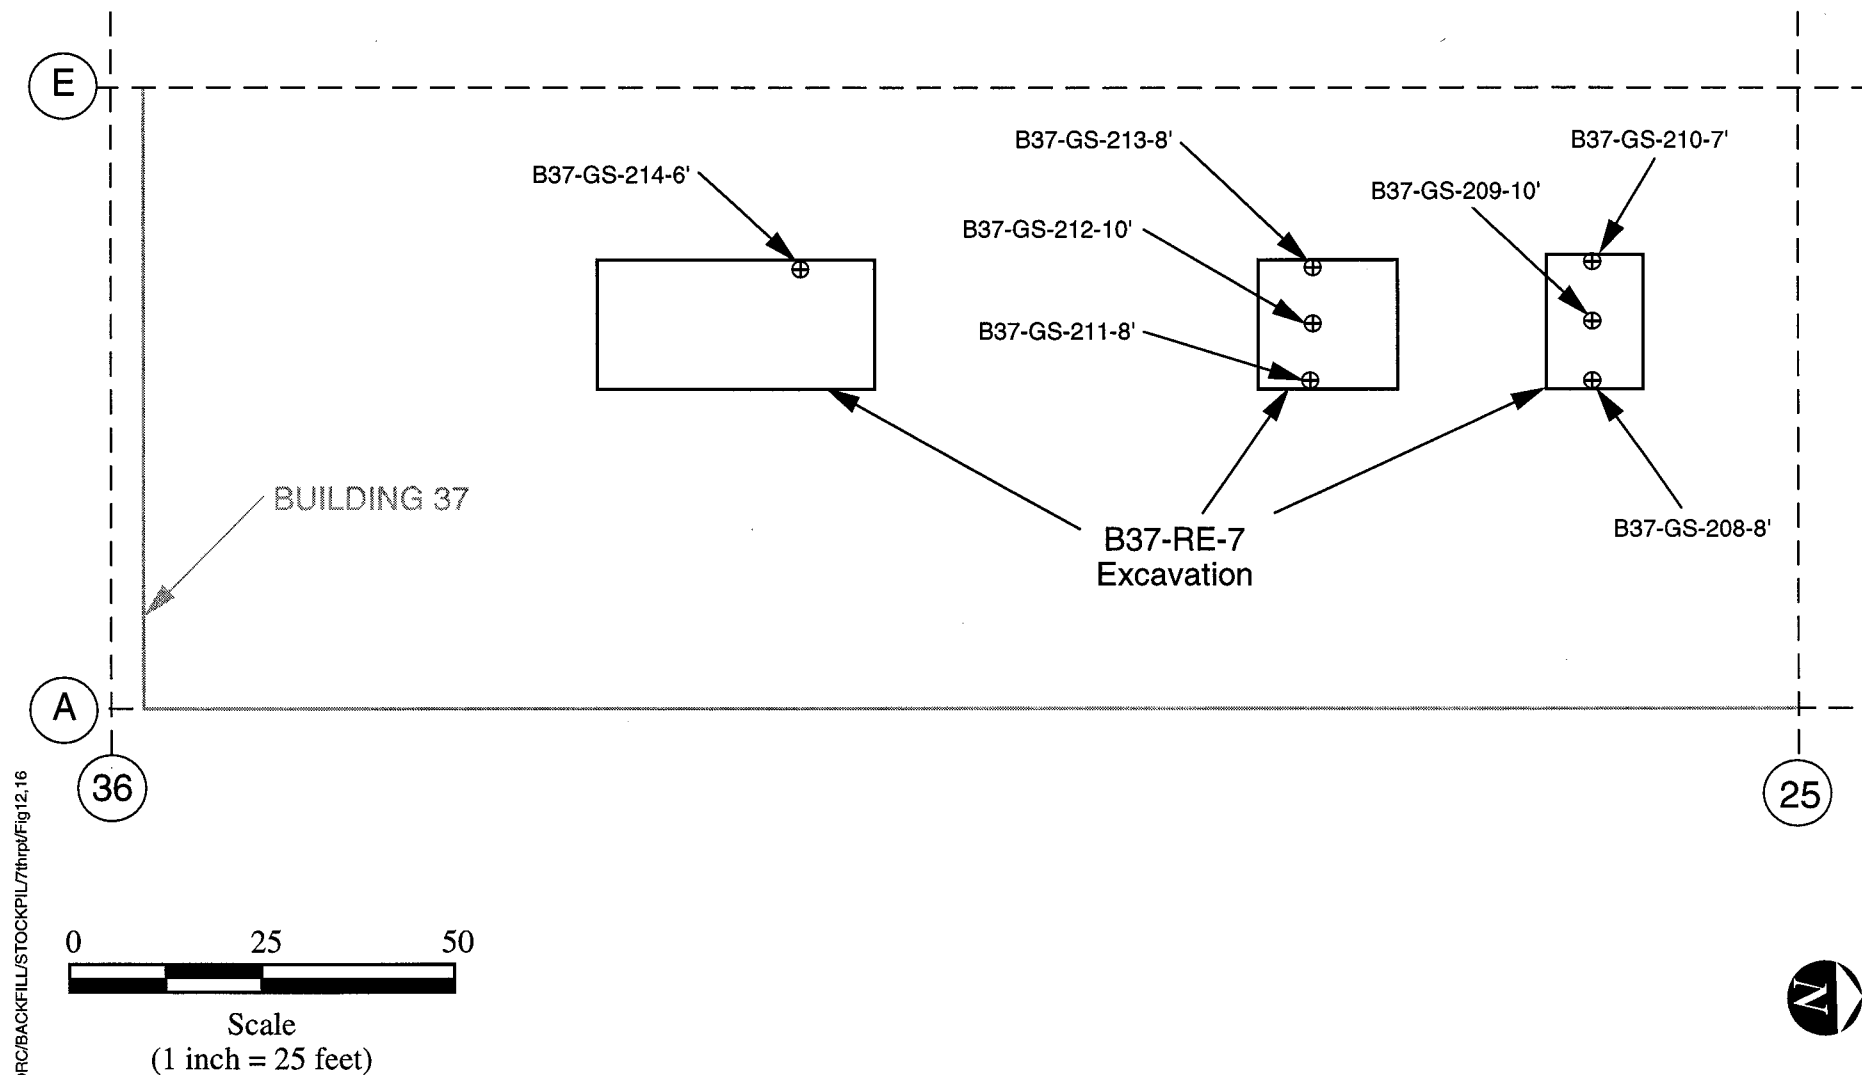 E
B37-GS-213-8'
B37-GS-210-7'
B37-GS-214-6'
B37-GS-209-10'
B37-GS-212-10'
B37-GS-211-8'
BUILDING 37
B37-RE-7
Excavation
B37-GS-208-8'
A
36
25
0 25 50
Scale
(1 inch = 25 feet)
N
/BACKFILL/STOCKPIL/7thrpt/Fig12,16